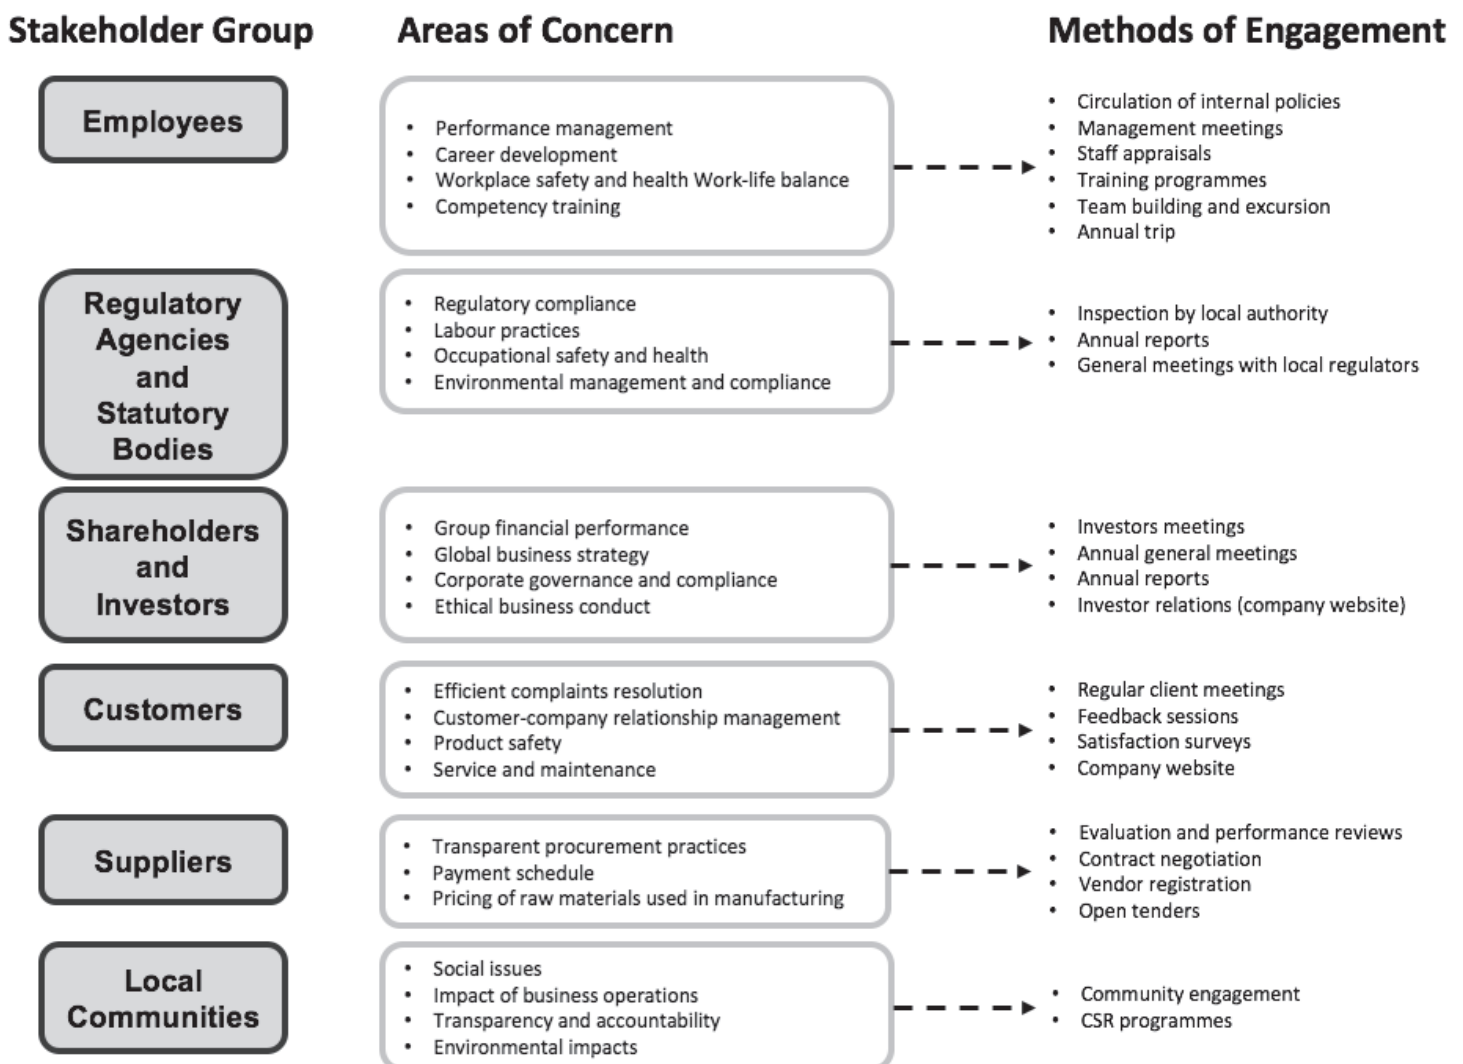 Stakeholder Group
Areas of Concern
Methods of Engagement
Employees
• Performance management
• Career development
• Workplace safety and health Work-life balance
• Competency training
• Circulation of internal policies
• Management meetings
• Staff appraisals
• Training programmes
• Team building and excursion
• Annual trip
Regulatory
Agencies
and
Statutory
Bodies
• Regulatory compliance
• Labour practices
• Occupational safety and health
• Environmental management and compliance
• Inspection by local authority
• Annual reports
• General meetings with local regulators
Shareholders
and
Investors
• Group financial performance
• Global business strategy
• Corporate governance and compliance
• Ethical business conduct
• Investors meetings
• Annual general meetings
• Annual reports
• Investor relations (company website)
Customers
• Efficient complaints resolution
• Customer-company relationship management
• Product safety
• Service and maintenance
• Regular client meetings
• Feedback sessions
• Satisfaction surveys
• Company website
Suppliers
• Transparent procurement practices
• Payment schedule
• Pricing of raw materials used in manufacturing
• Evaluation and performance reviews
• Contract negotiation
• Vendor registration
• Open tenders
Local
Communities
• Social issues
• Impact of business operations
• Transparency and accountability
• Environmental impacts
• Community engagement
• CSR programmes